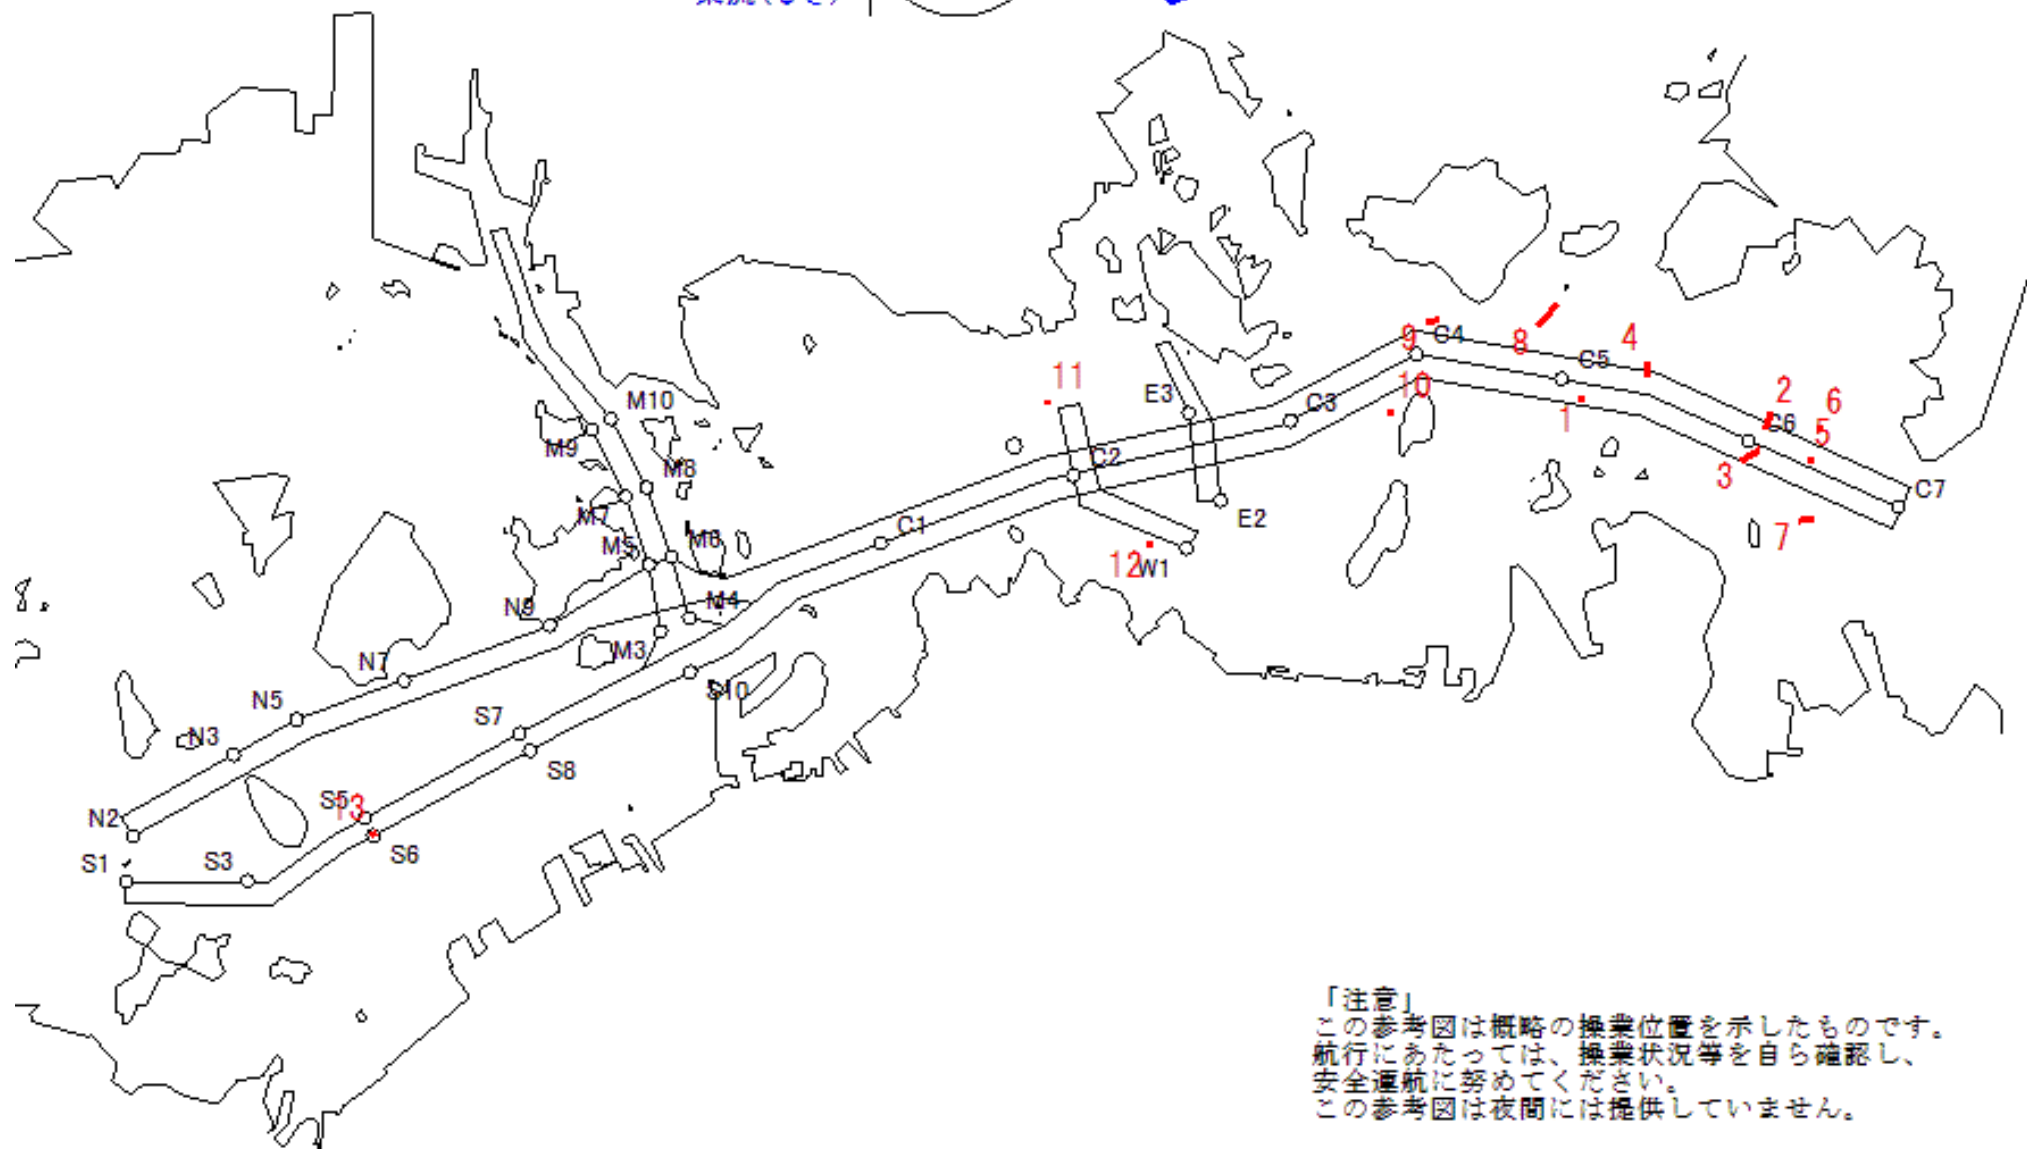 4
9 C4 8
C5
11 M10 E3 10 C3 1
2 6
C6 5
M9 M8 C2 3
C7
M7 C1 E2
M5 M6 7
12 W1
N9 M4
M3
N7
S10
N5 S7
N3
S8
S5 13
N2
S1 S3 S6
「注意」
この参考図は概略の操業位置を示したものです。
航行にあたっては、操業状況等を自ら確認し、
安全運航に努めてください。
この参考図は夜間には提供していません。